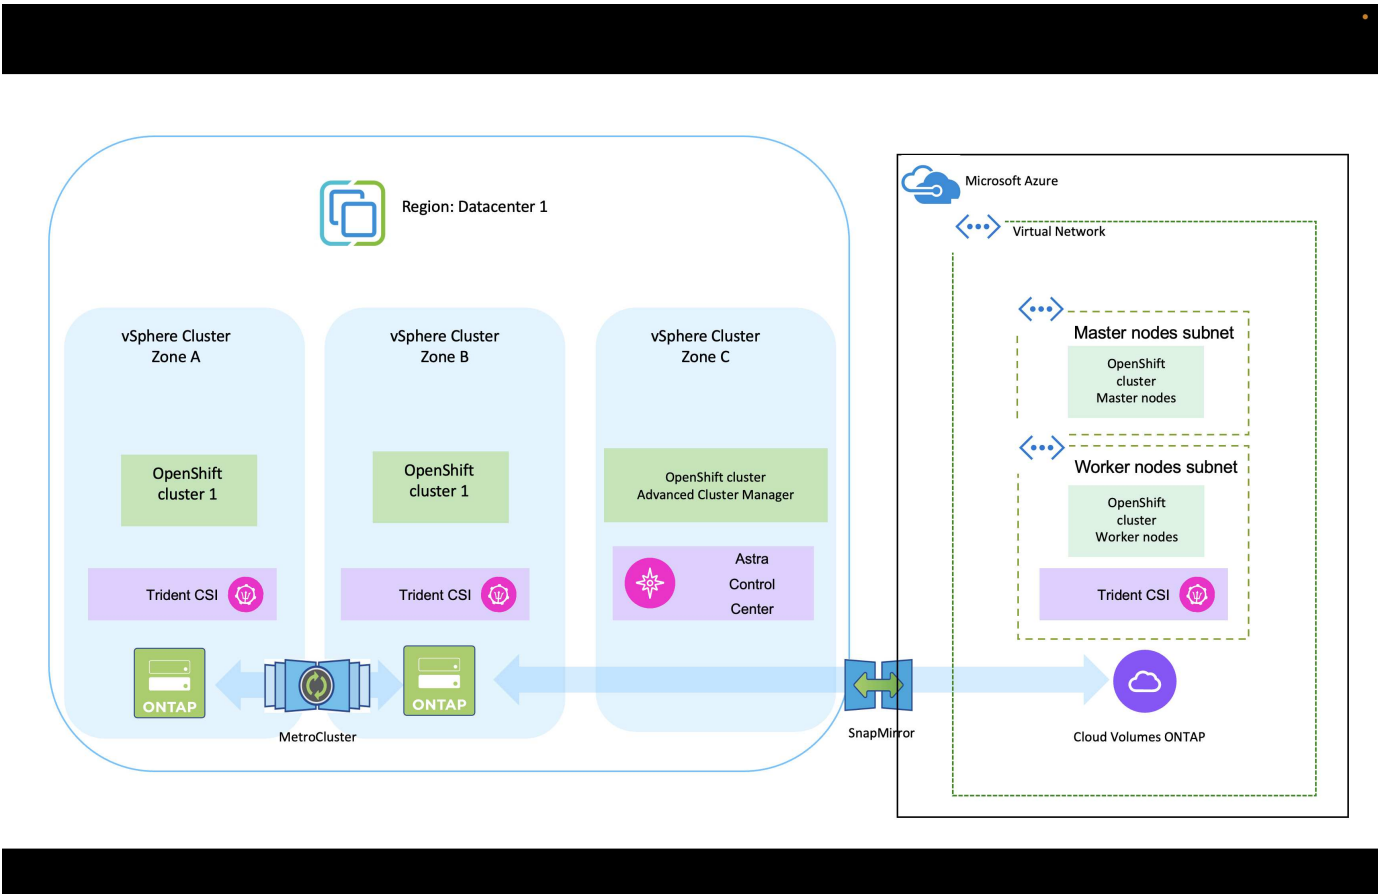 Region: Datacenter 1
vSphere Cluster
Zone A
OpenShift
cluster 1
Trident CSI
ONTAP
MetroCluster
vSphere Cluster
Zone B
OpenShift
cluster 1
Trident CSI
ONTAP
vSphere Cluster
Zone C
OpenShift cluster
Advanced Cluster Manager
Astra
Control
Center
SnapMirror
Microsoft Azure
Virtual Network
Master nodes subnet
OpenShift
cluster
Master nodes
Worker nodes subnet
OpenShift
cluster
Worker nodes
Trident CSI
Cloud Volumes ONTAP